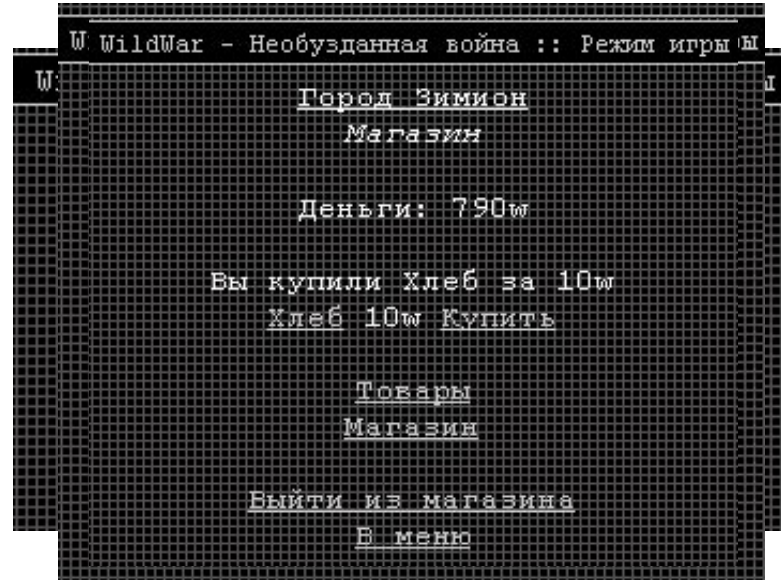 WildWar - Необузданная война :: Режим игры
Город Зимион
Магазин
Деньги: 790w
Вы купили Хлеб за 10w
Хлеб 10w Купить
Товары
Магазин
Выйти из магазина
В меню